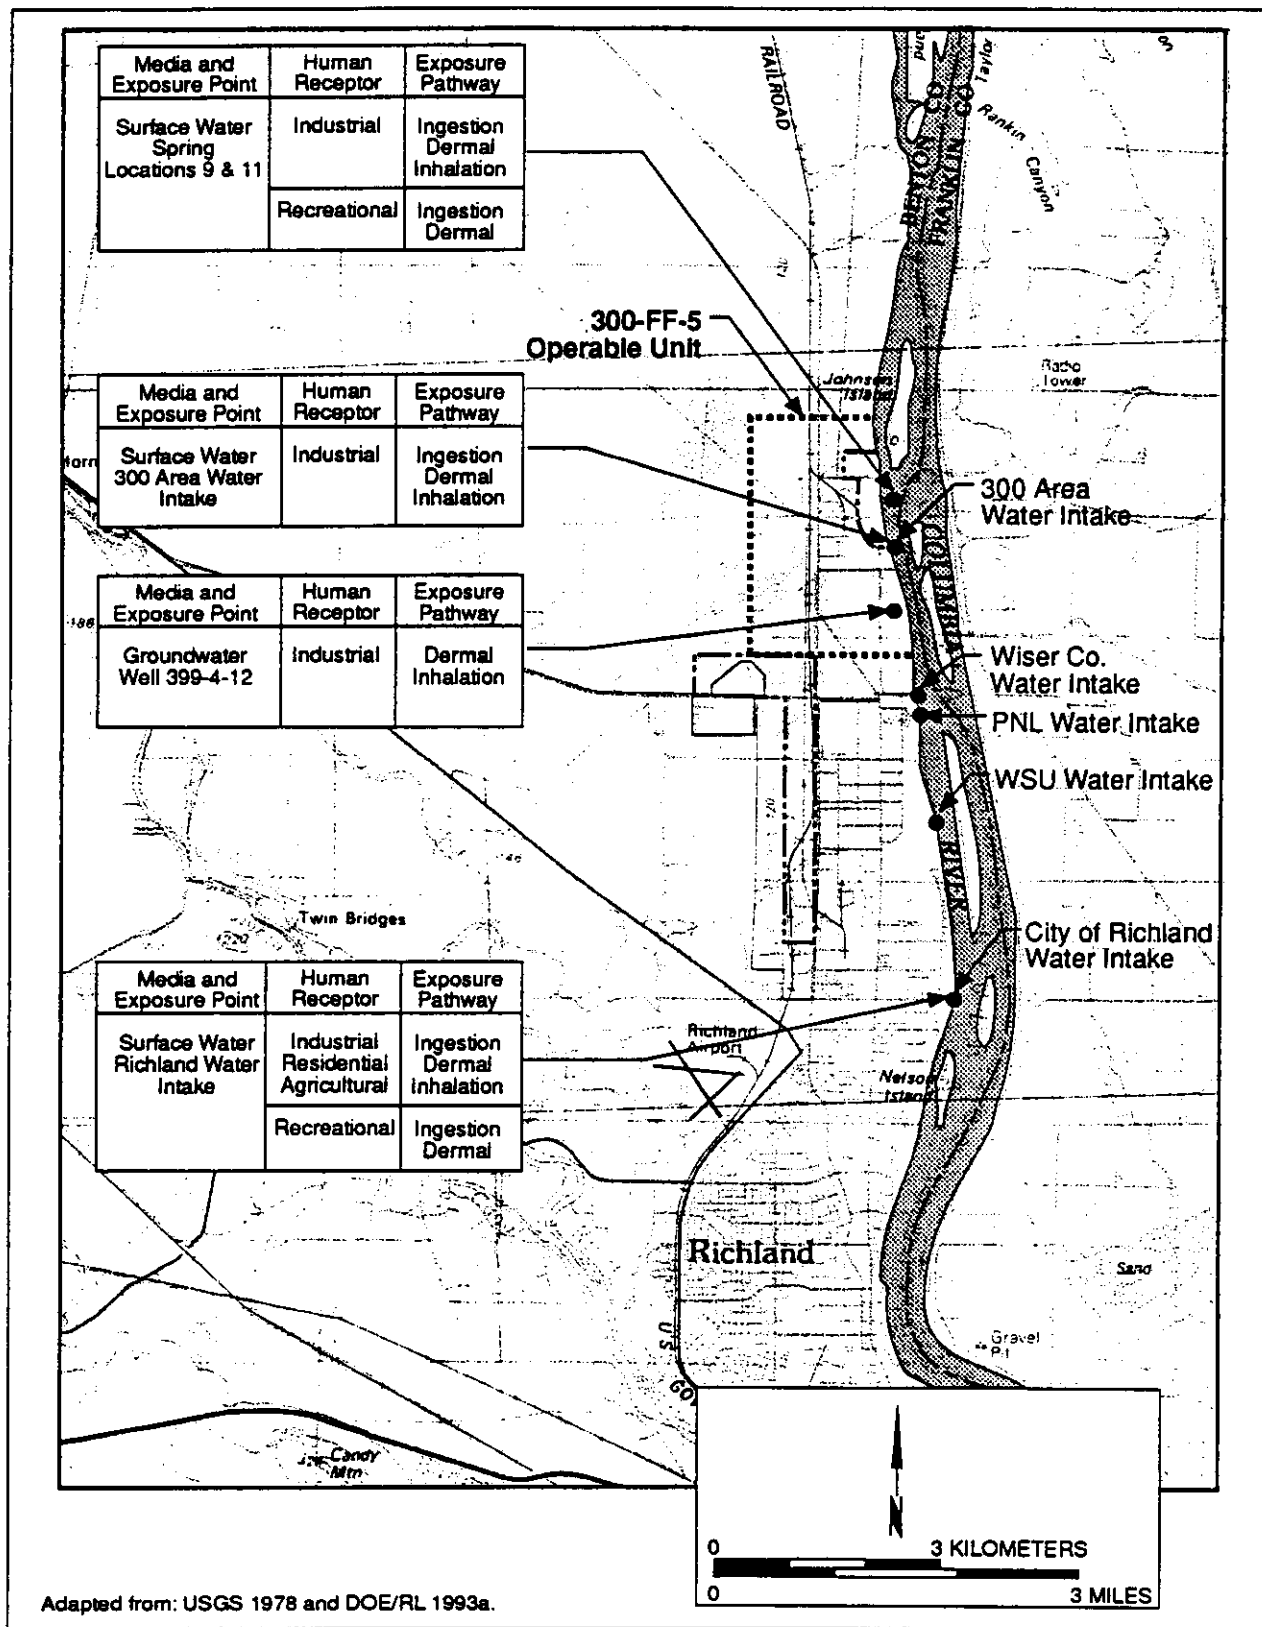 Media and Exposure Point
Human Receptor
Exposure Pathway
Surface Water Spring Locations 9 & 11
Industrial
Ingestion
Dermal
Inhalation
Recreational
Ingestion
Dermal
RAILROAD
BENTON CO
FRANKLIN CO
Taylor
Rankin
Canyon
300-FF-5
Operable Unit
Johnson
Island
Radio
Tower
Media and Exposure Point
Human Receptor
Exposure Pathway
Surface Water 300 Area Water Intake
Industrial
Ingestion
Dermal
Inhalation
Horn
300 Area
Water Intake
COLUMBIA
Media and Exposure Point
Human Receptor
Exposure Pathway
Groundwater Well 399-4-12
Industrial
Dermal
Inhalation
Wiser Co.
Water Intake
PNL Water Intake
WSU Water Intake
RIVER
Twin Bridges
City of Richland
Water Intake
Media and Exposure Point
Human Receptor
Exposure Pathway
Surface Water Richland Water Intake
Industrial
Residential
Agricultural
Ingestion
Dermal
Inhalation
Recreational
Ingestion
Dermal
Richland
Airport
Nelson
Island
Richland
Sand
Gravel
Pit
U S
Candy
Mtn
N
0 3 KILOMETERS
0 3 MILES
Adapted from: USGS 1978 and DOE/RL 1993a.